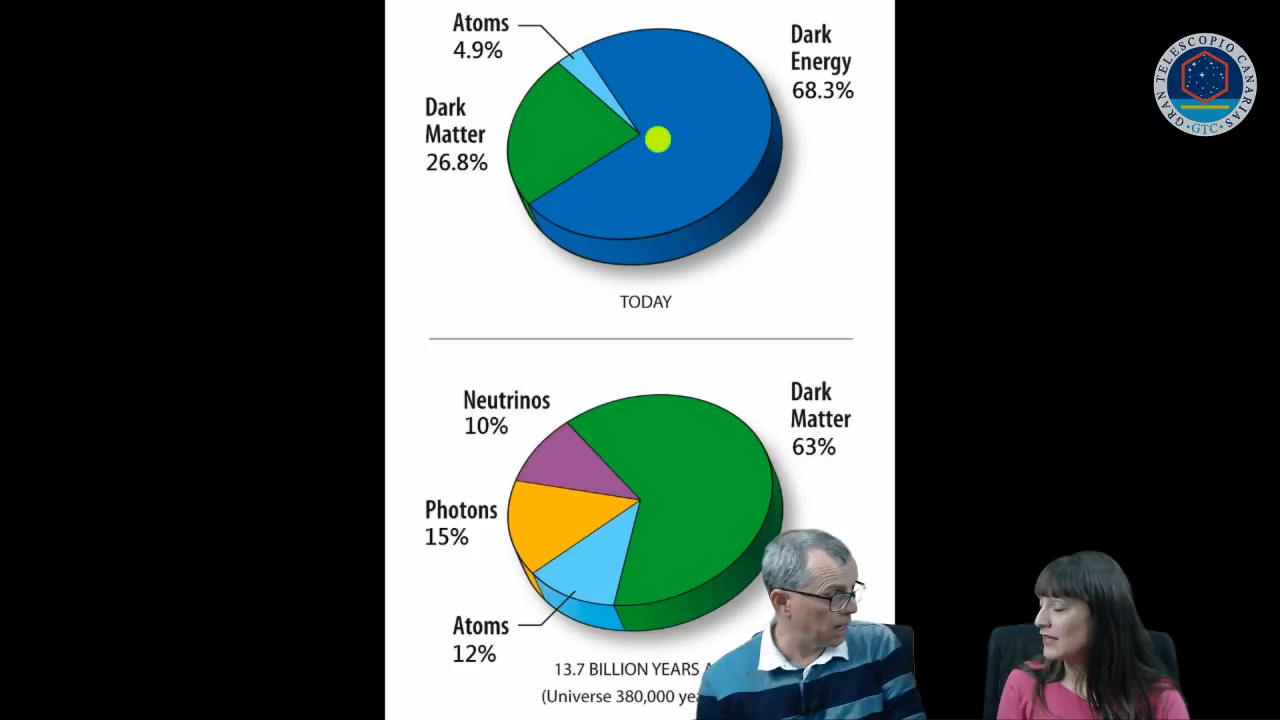 Atoms
4.9%
Dark
Energy
68.3%
Dark
Matter
26.8%
TODAY
Neutrinos
10%
Dark
Matter
63%
Photons
15%
Atoms
12%
13.7 BILLION YEARS
(Universe 380,000
GRAN TELESCOPIO CANARIAS
GTC